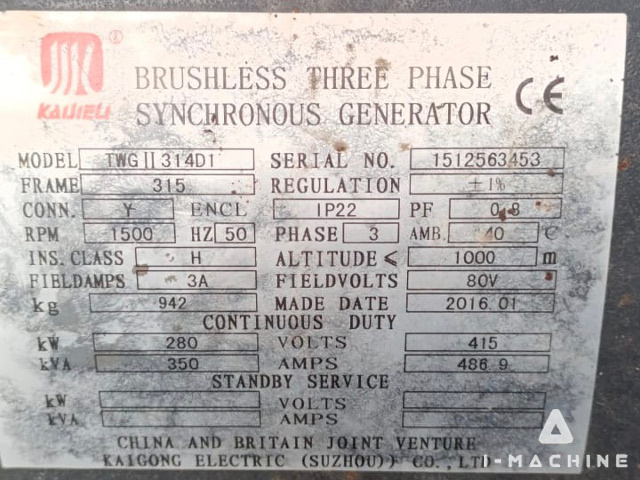 KAIJIELI ®
BRUSHLESS THREE PHASE
SYNCHRONOUS GENERATOR CE
MODEL TWG II 314D1 SERIAL NO. 1512563453
FRAME 315 REGULATION ±1%
CONN. Y ENCL IP22 PF 0.8
RPM 1500 HZ 50 PHASE 3 AMB. 40 C
INS. CLASS H ALTITUDE ≤ 1000 m
FIELDAMPS 3A FIELDVOLTS 80V
kg 942 MADE DATE 2016.01
CONTINUOUS DUTY
kW 280 VOLTS 415
kVA 350 AMPS 486.9
STANDBY SERVICE
kW VOLTS
kVA AMPS
CHINA AND BRITAIN JOINT VENTURE
KAIGONG ELECTRIC (SUZHOU) CO., LTD
I-MACHINE